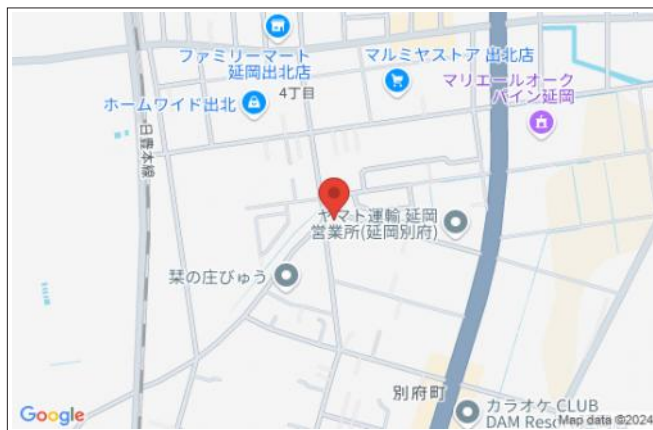 ファミリーマート
延岡出北店
マルミヤストア 出北店
マリエールオーク
パイン延岡
4丁目
ホームワイド出北
日豊本線
ヤマト運輸 延岡
営業所(延岡別府)
栞の庄びゅう
別府町
カラオケ CLUB
DAM Resc
Google
Map data ©2024